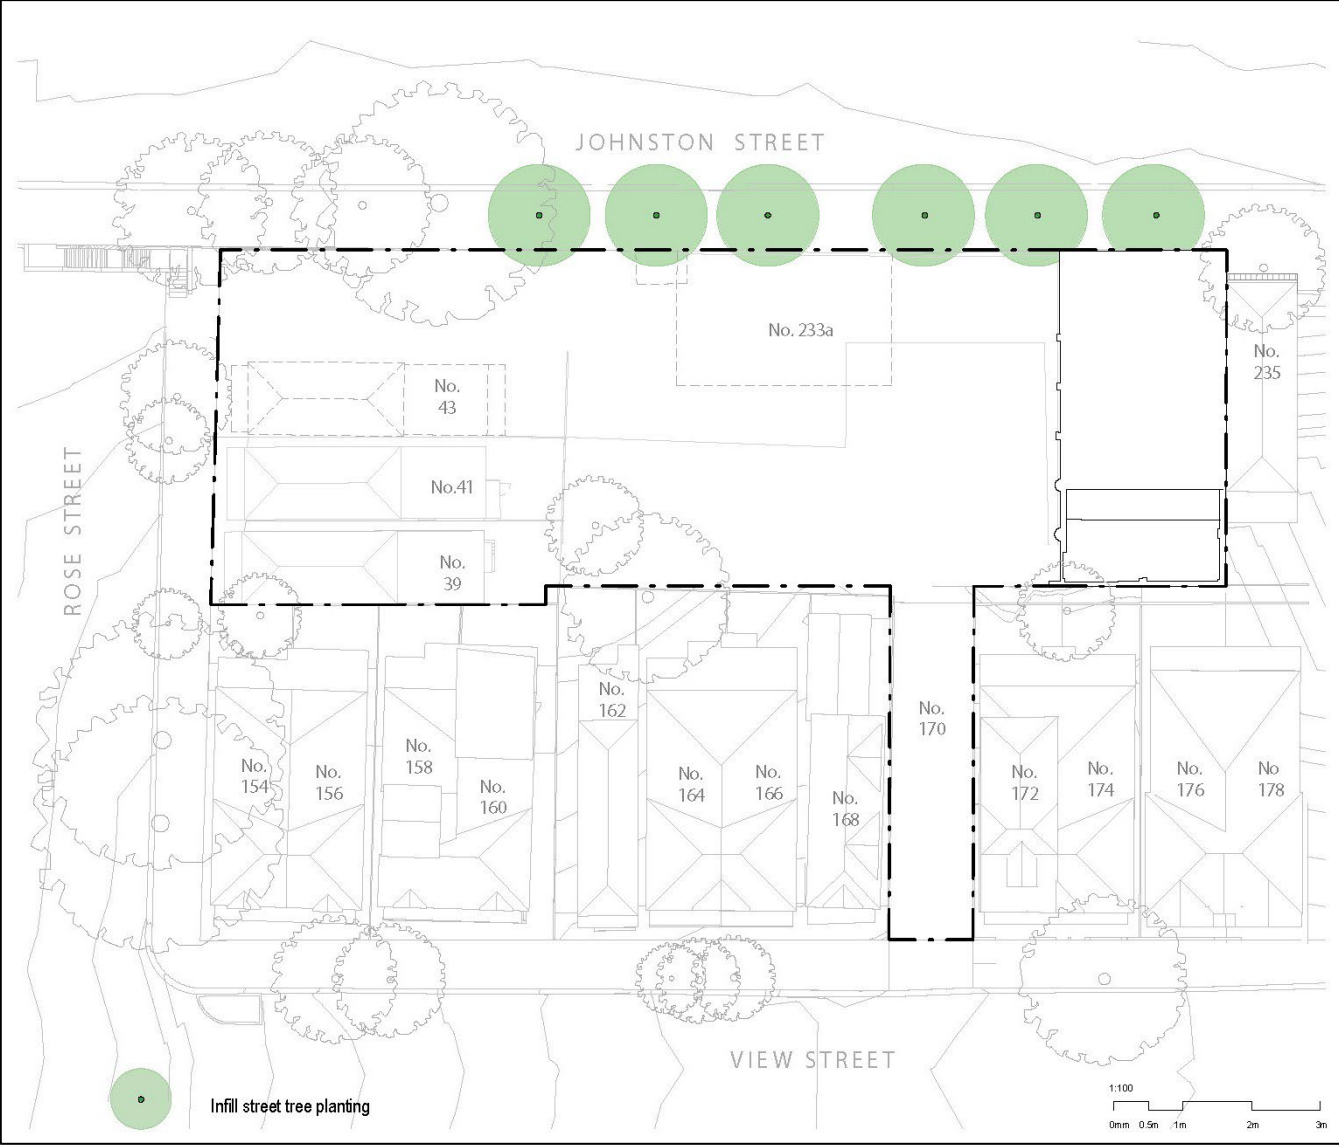 JOHNSTON STREET
No. 233a
No.
235
No.
43
No.41
No.
39
ROSE STREET
No.
162
No.
170
No.
154
No.
156
No.
158
No.
160
No.
164
No.
166
No.
168
No.
172
No.
174
No.
176
No
178
VIEW STREET
Infill street tree planting
1:100
0mm 0.5m 1m 2m 3m